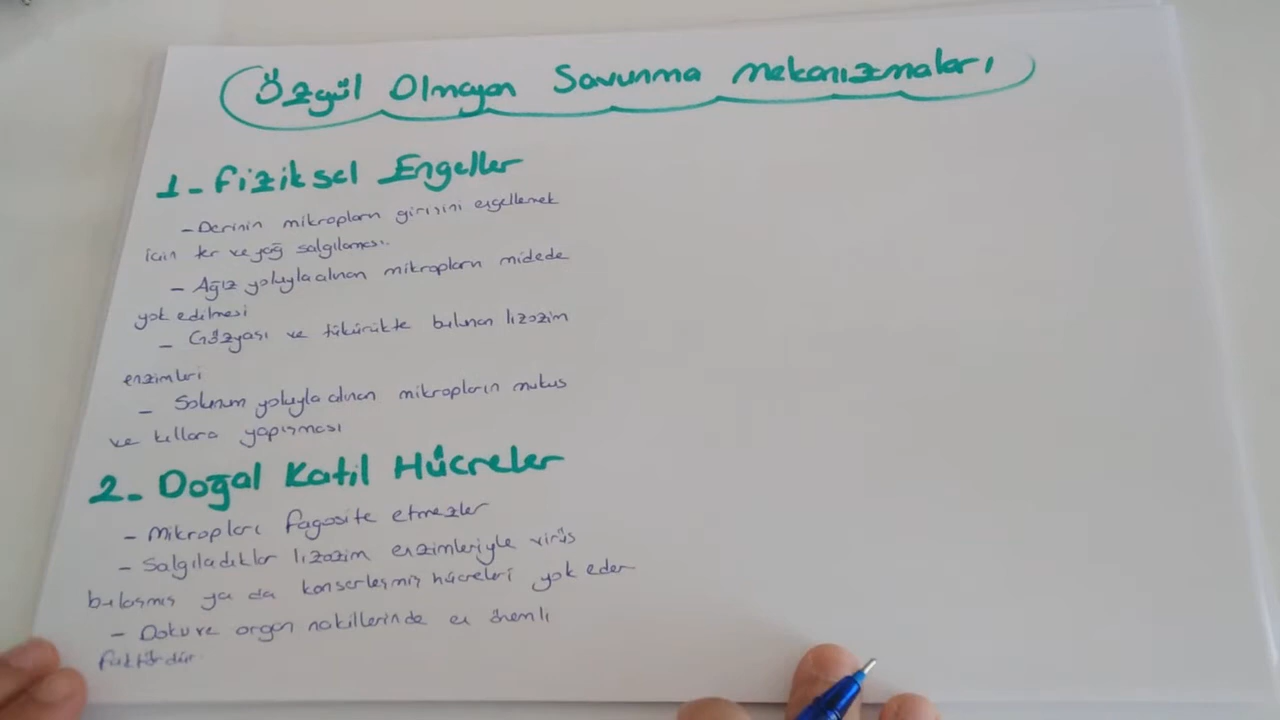 Özgül Olmayan Savunma Mekanizmaları
1- Fiziksel Engeller
- Derinin mikropların girişini engellemek
için ter ve yağ salgılaması.
- Ağız yoluyla alınan mikropların midede
yok edilmesi
- Gözyaşı ve tükürükte bulunan lizozim
enzimleri
- Solunum yoluyla alınan mikropların mukus
ve kıllara yapışması
2- Doğal Katil Hücreler
- Mikropları fagosite etmezler
- Salgıladıkları lizozim enzimleriyle virüs
bulaşmış ya da kanserleşmiş hücreleri yok eder
- Doku ve organ nakillerinde en önemli
faktördür